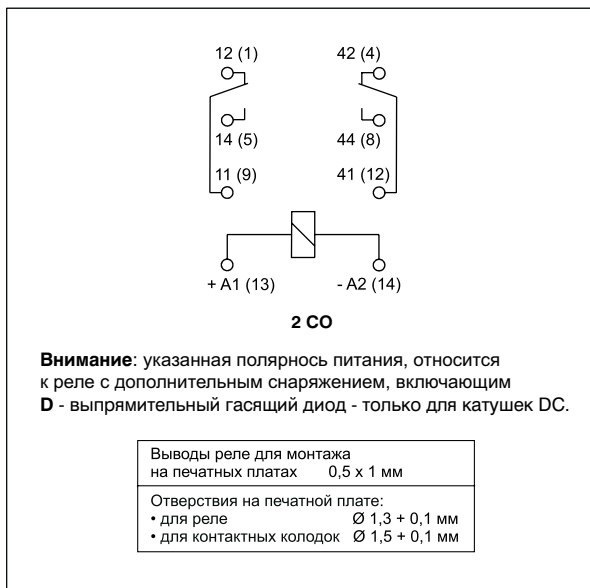 12 (1) 42 (4)
14 (5) 44 (8)
11 (9) 41 (12)
+ A1 (13) - A2 (14)
2 CO
Внимание: указанная полярнось питания, относится
к реле с дополнительным снаряжением, включающим
D - выпрямительный гасящий диод - только для катушек DC.
Выводы реле для монтажа
на печатных платах 0,5 x 1 мм
Отверстия на печатной плате:
• для реле Ø 1,3 + 0,1 мм
• для контактных колодок Ø 1,5 + 0,1 мм